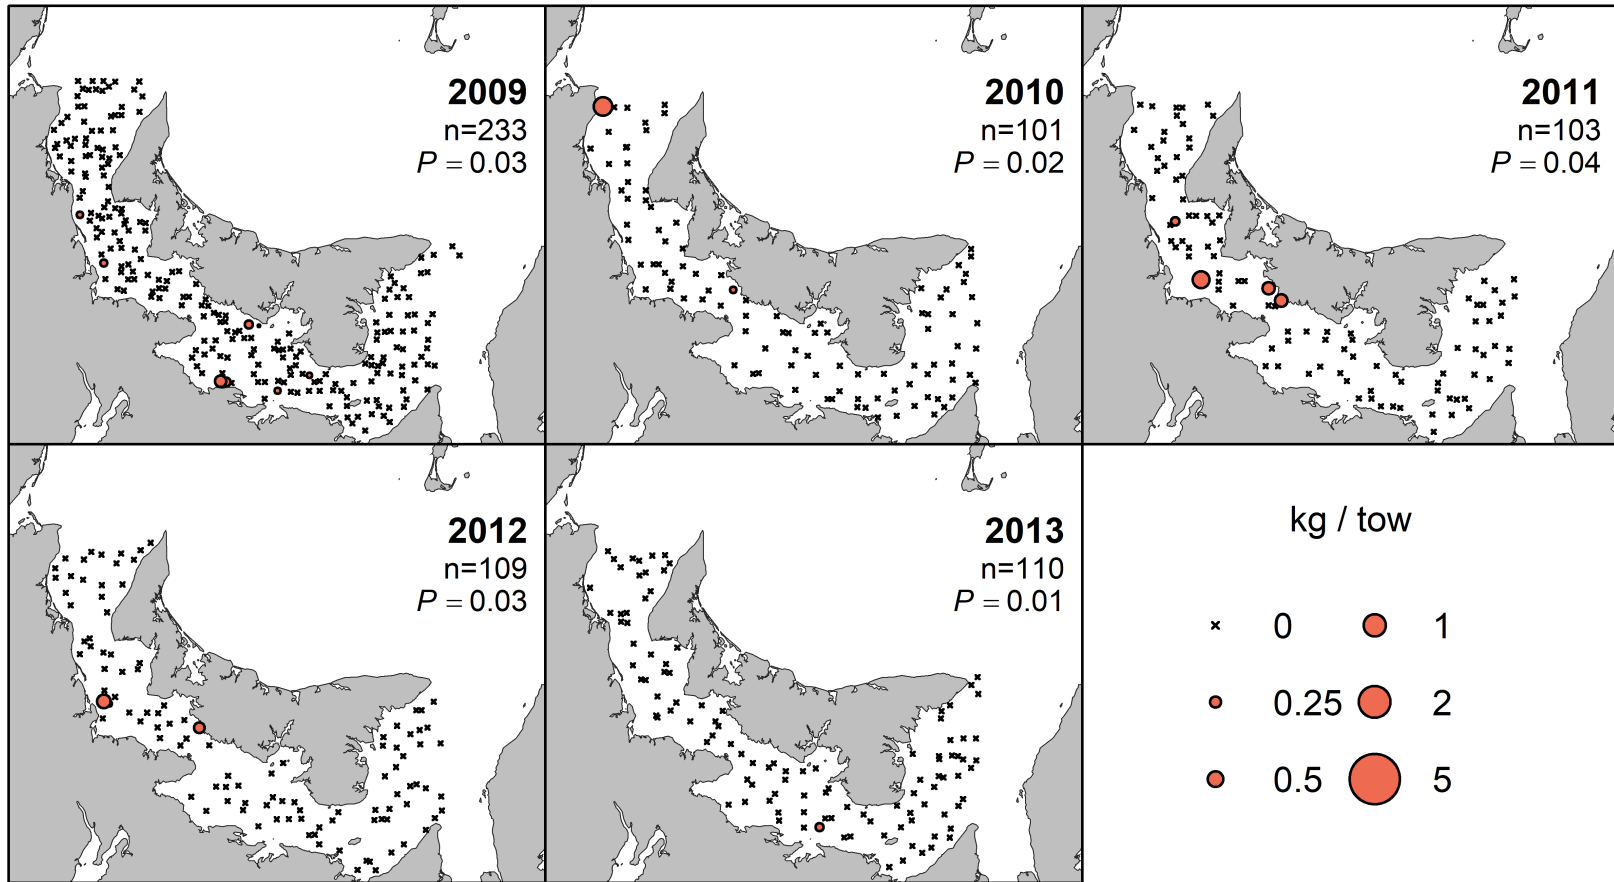 2009
n=233
P = 0.03
2010
n=101
P = 0.02
2011
n=103
P = 0.04
2012
n=109
P = 0.03
2013
n=110
P = 0.01
kg / tow
0 1
0.25 2
0.5 5